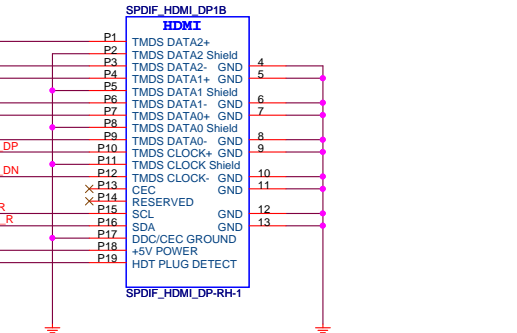 SPDIF_HDMI_DP1B
HDMI
P1 TMDS DATA2+
P2 TMDS DATA2 Shield
P3 TMDS DATA2- GND 4
P4 TMDS DATA1+ GND 5
P5 TMDS DATA1 Shield
P6 TMDS DATA1- GND 6
P7 TMDS DATA0+ GND 7
P8 TMDS DATA0 Shield
P9 TMDS DATA0- GND 8
_DP P10 TMDS CLOCK+ GND 9
P11 TMDS CLOCK Shield
_DN P12 TMDS CLOCK- GND 10
P13 CEC GND 11
P14 RESERVED
R P15 SCL GND 12
_R P16 SDA GND 13
P17 DDC/CEC GROUND
P18 +5V POWER
P19 HDT PLUG DETECT
SPDIF_HDMI_DP-RH-1